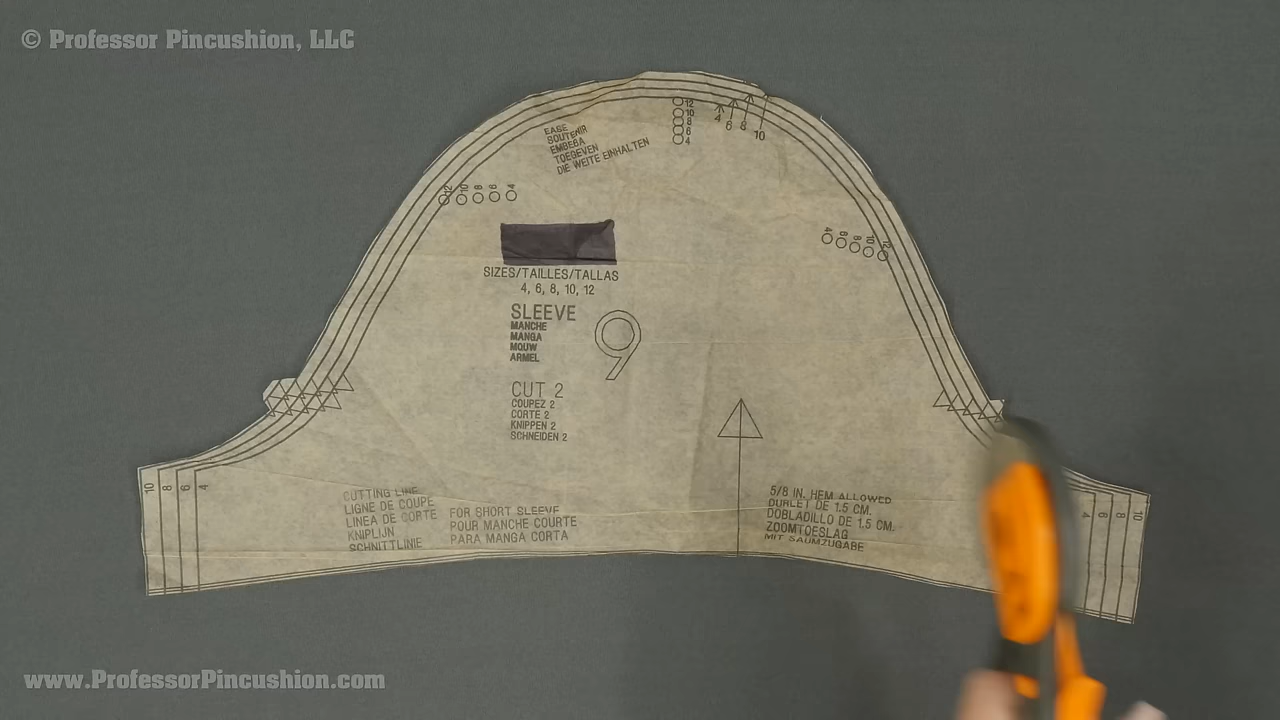 © Professor Pincushion, LLC
12
10
8
6
4
4 6 8 10
EASE
SOUTENIR
EMBEBA
TOEGEVEN
DIE WEITE EINHALTEN
12 10 8 6 4
4 6 8 10 12
SIZES/TAILLES/TALLAS
4, 6, 8, 10, 12
SLEEVE
MANCHE
MANGA
MOUW
ARMEL
9
CUT 2
COUPEZ 2
CORTE 2
KNIPPEN 2
SCHNEIDEN 2
10 8 6 4
CUTTING LINE
LIGNE DE COUPE
LINEA DE CORTE
KNIPLIJN
SCHNITTLINIE
FOR SHORT SLEEVE
POUR MANCHE COURTE
PARA MANGA CORTA
5/8 IN. HEM ALLOWED
OURLET DE 1.5 CM.
DOBLADILLO DE 1.5 CM.
ZOOMTOESLAG
MIT SAUMZUGABE
4 6 8 10
www.ProfessorPincushion.com